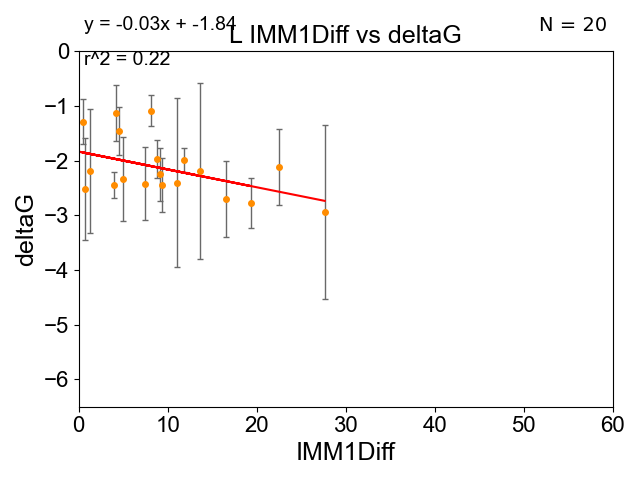 y = -0.03x + -1.84
L IMM1Diff vs deltaG
N = 20
r^2 = 0.22
0
−1
−2
−3
−4
−5
−6
deltaG
0 10 20 30 40 50 60
IMM1Diff